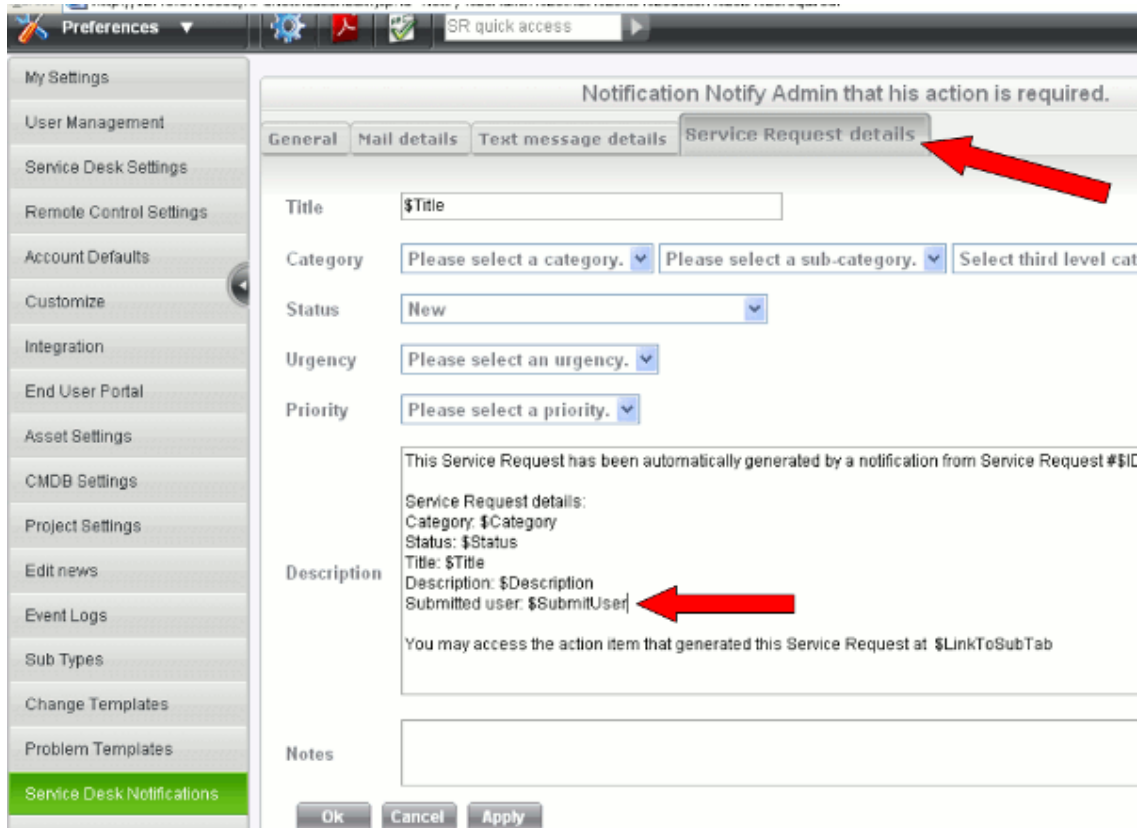 Preferences
SR quick access
My Settings
User Management
Service Desk Settings
Remote Control Settings
Account Defaults
Customize
Integration
End User Portal
Asset Settings
CMDB Settings
Project Settings
Edit news
Event Logs
Sub Types
Change Templates
Problem Templates
Service Desk Notifications
Notification Notify Admin that his action is required.
General
Mail details
Text message details
Service Request details
Title
$Title
Category
Please select a category.
Please select a sub-category.
Select third level cat
Status
New
Urgency
Please select an urgency.
Priority
Please select a priority.
Description
This Service Request has been automatically generated by a notification from Service Request #$ID
Service Request details:
Category: $Category
Status: $Status
Title: $Title
Description: $Description
Submitted user: $SubmitUser
You may access the action item that generated this Service Request at $LinkToSubTab
Notes
Ok
Cancel
Apply